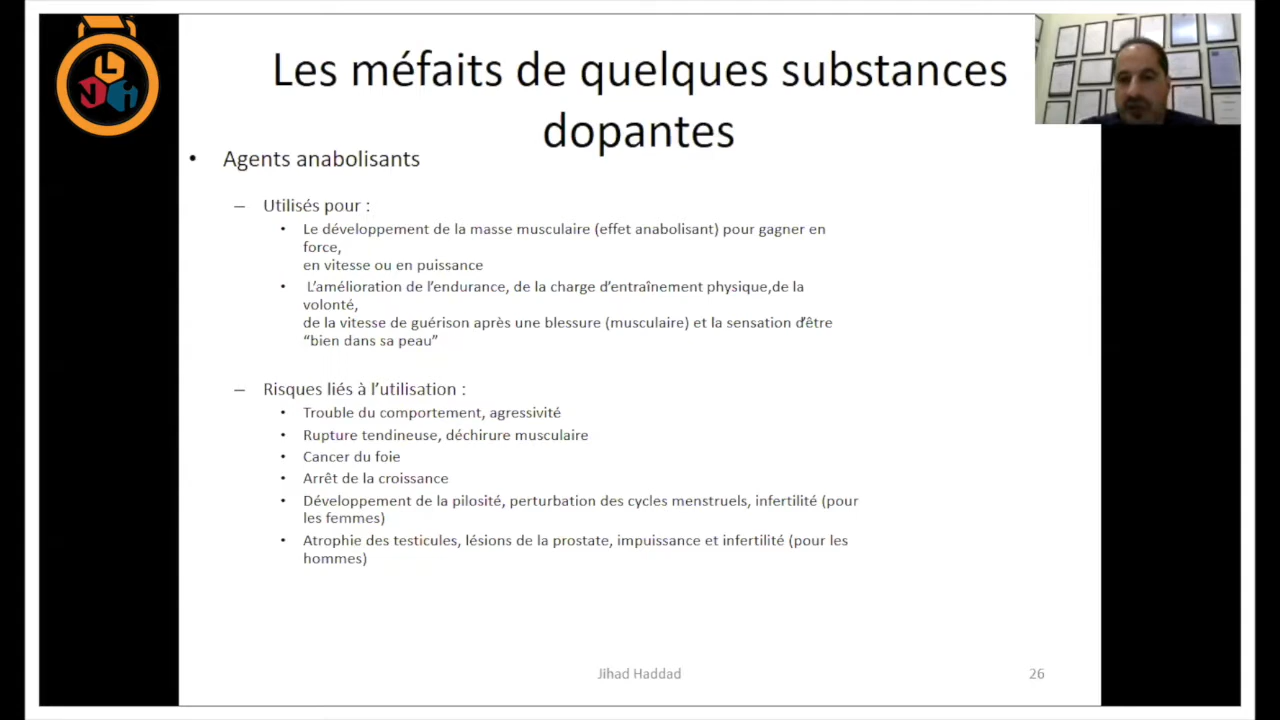 Les méfaits de quelques substances
dopantes
• Agents anabolisants
– Utilisés pour :
• Le développement de la masse musculaire (effet anabolisant) pour gagner en
force,
en vitesse ou en puissance
• L’amélioration de l’endurance, de la charge d’entraînement physique,de la
volonté,
de la vitesse de guérison après une blessure (musculaire) et la sensation d’être
“bien dans sa peau”
– Risques liés à l’utilisation :
• Trouble du comportement, agressivité
• Rupture tendineuse, déchirure musculaire
• Cancer du foie
• Arrêt de la croissance
• Développement de la pilosité, perturbation des cycles menstruels, infertilité (pour
les femmes)
• Atrophie des testicules, lésions de la prostate, impuissance et infertilité (pour les
hommes)
Jihad Haddad
26